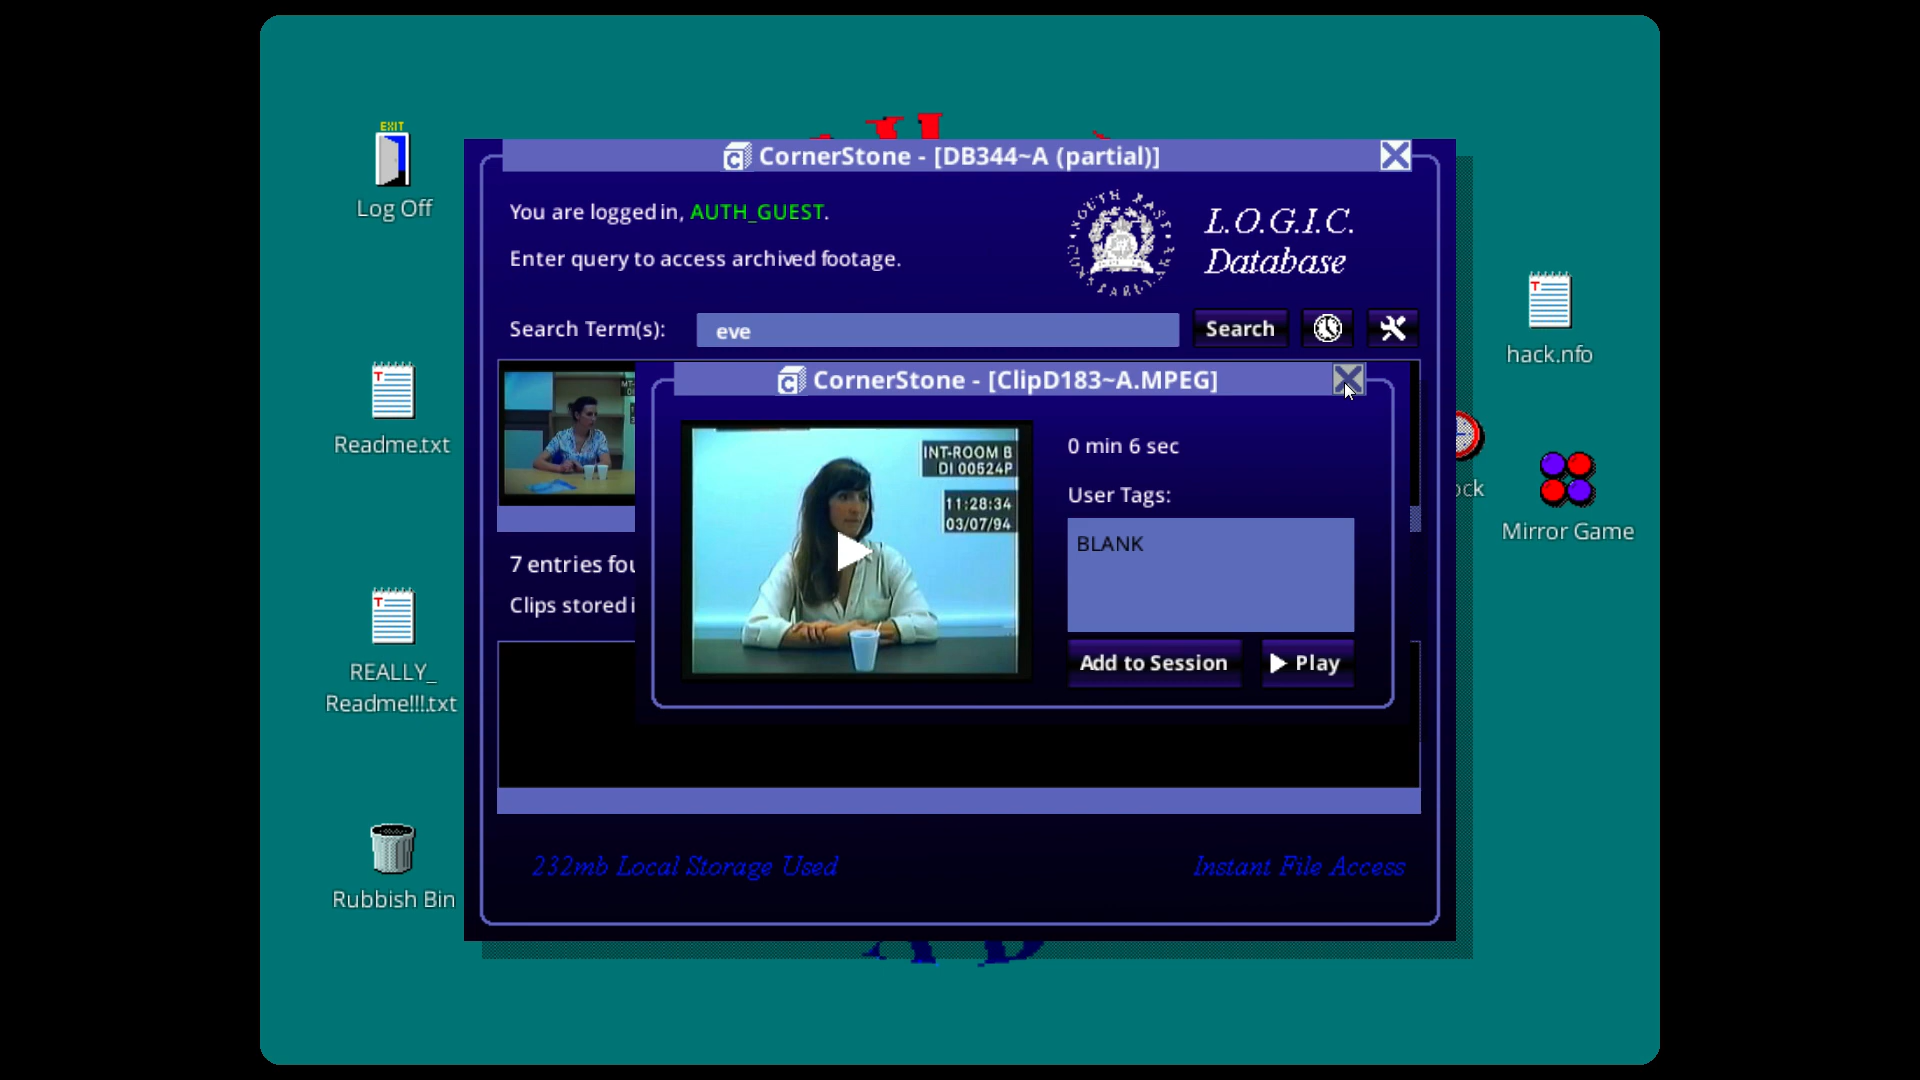 EXIT
Log Off
Readme.txt
REALLY_
Readme!!!.txt
Rubbish Bin
CornerStone - [DB344~A (partial)]
You are logged in, AUTH_GUEST.
Enter query to access archived footage.
L.O.G.I.C.
Database
Search Term(s):
eve
Search
CornerStone - [ClipD183~A.MPEG]
INT-ROOM B
DI 00524P
11:28:34
03/07/94
0 min 6 sec
User Tags:
BLANK
Add to Session
Play
7 entries fou
Clips stored i
232mb Local Storage Used
Instant File Access
hack.nfo
ock
Mirror Game